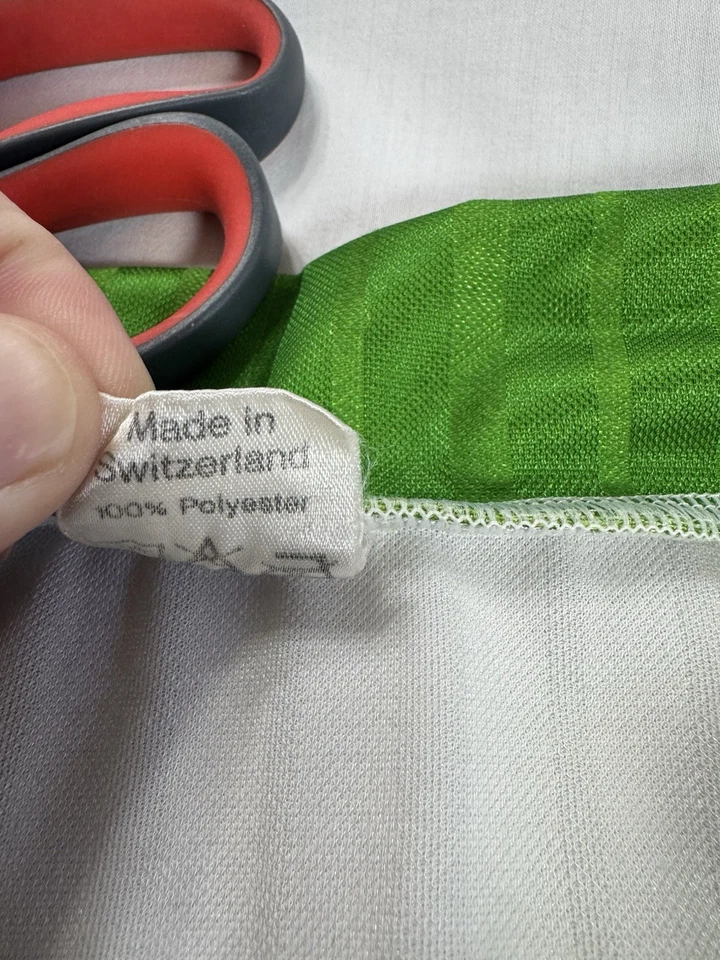 Made in
Switzerland
100% Polyester